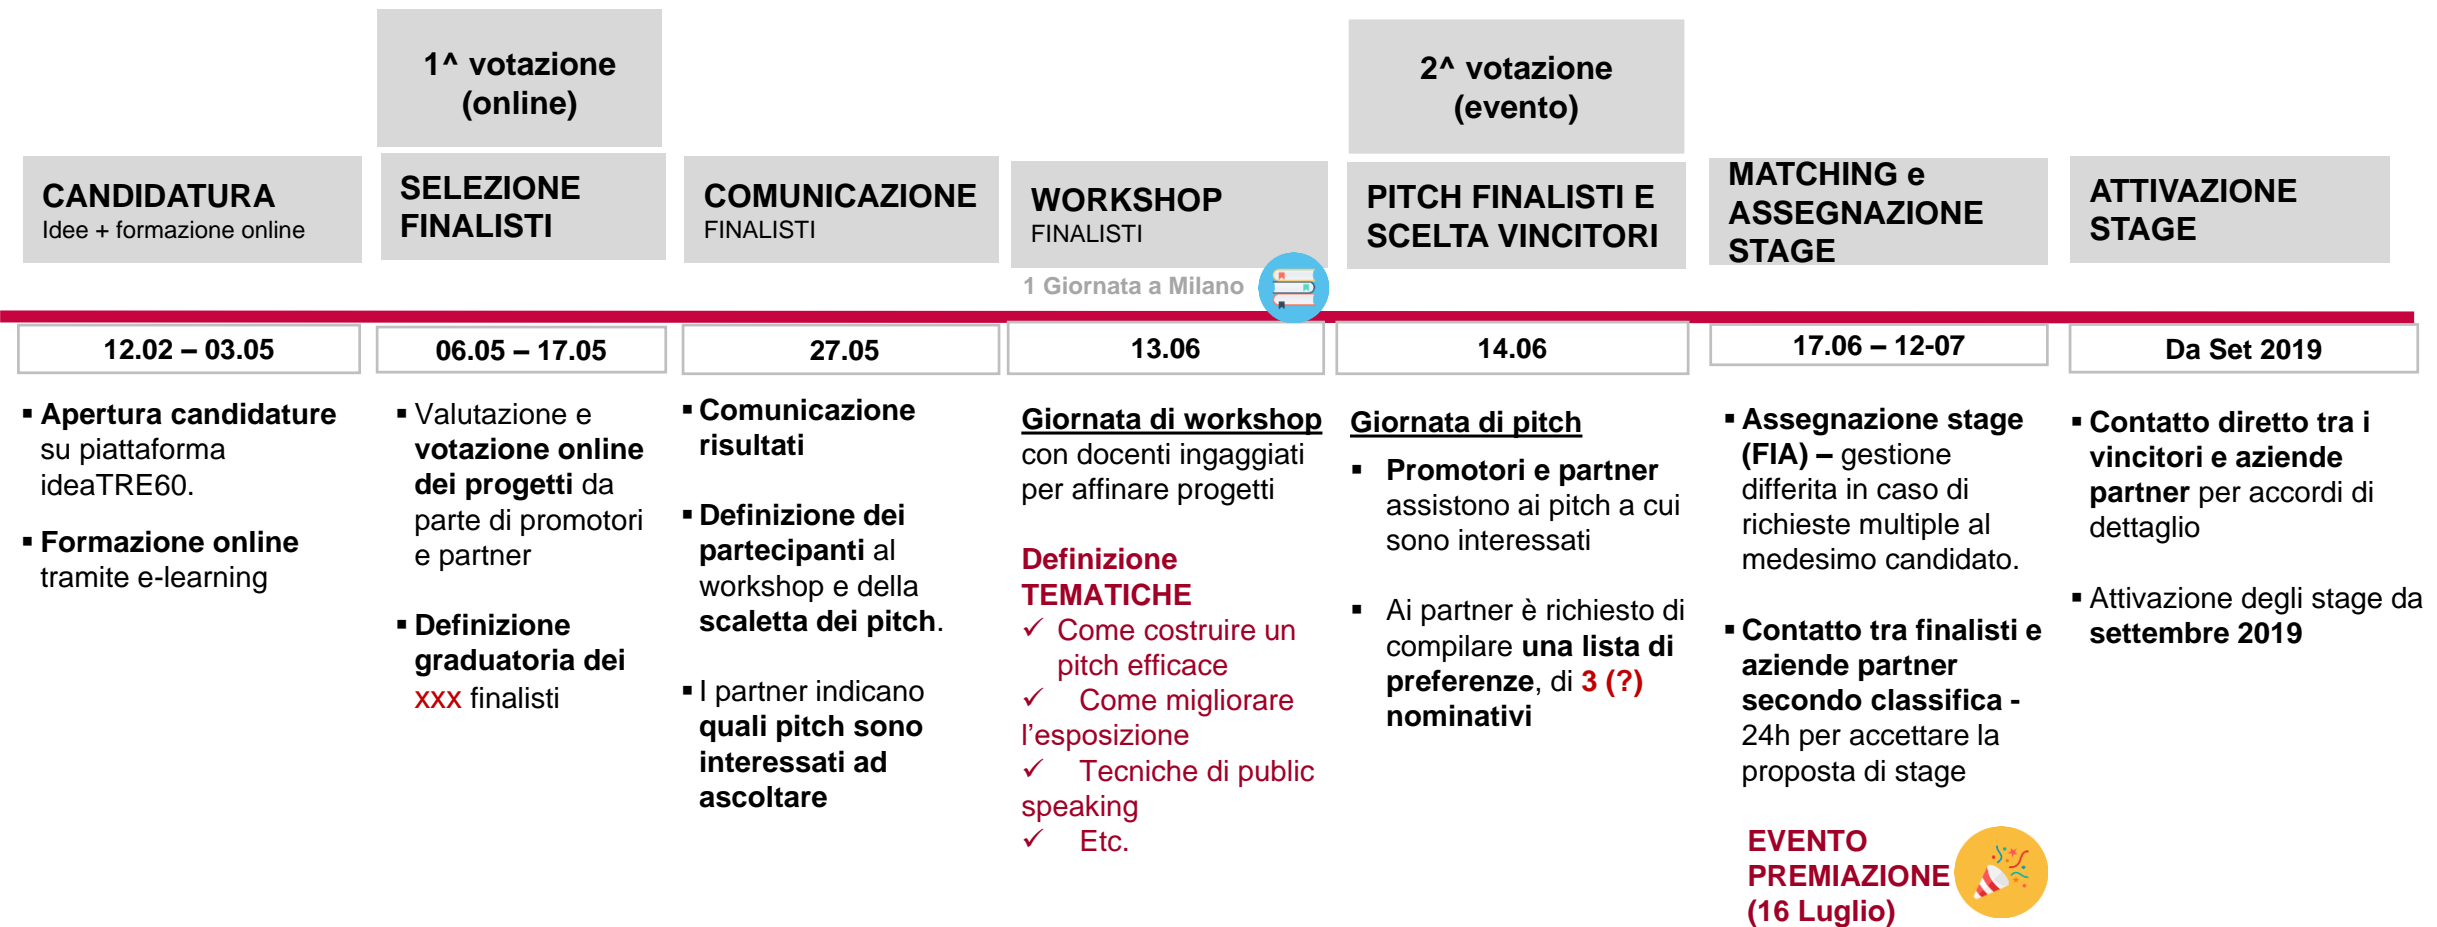 1^ votazione
(online)
2^ votazione
(evento)
CANDIDATURA
Idee + formazione online
SELEZIONE
FINALISTI
COMUNICAZIONE
FINALISTI
WORKSHOP
FINALISTI
PITCH FINALISTI E
SCELTA VINCITORI
MATCHING e
ASSEGNAZIONE
STAGE
ATTIVAZIONE
STAGE
1 Giornata a Milano
12.02 – 03.05
06.05 – 17.05
27.05
13.06
14.06
17.06 – 12-07
Da Set 2019
▪ Apertura candidature
su piattaforma
ideaTRE60.
▪ Formazione online
tramite e-learning
▪ Valutazione e
votazione online
dei progetti da
parte di promotori
e partner
▪ Definizione
graduatoria dei
xxx finalisti
▪ Comunicazione
risultati
▪ Definizione dei
partecipanti al
workshop e della
scaletta dei pitch.
▪ I partner indicano
quali pitch sono
interessati ad
ascoltare
Giornata di workshop
con docenti ingaggiati
per affinare progetti
Definizione
TEMATICHE
✓ Come costruire un
pitch efficace
✓ Come migliorare
l'esposizione
✓ Tecniche di public
speaking
✓ Etc.
Giornata di pitch
▪ Promotori e partner
assistono ai pitch a cui
sono interessati
▪ Ai partner è richiesto di
compilare una lista di
preferenze, di 3 (?)
nominativi
▪ Assegnazione stage
(FIA) – gestione
differita in caso di
richieste multiple al
medesimo candidato.
▪ Contatto tra finalisti e
aziende partner
secondo classifica -
24h per accettare la
proposta di stage
EVENTO
PREMIAZIONE
(16 Luglio)
▪ Contatto diretto tra i
vincitori e aziende
partner per accordi di
dettaglio
▪ Attivazione degli stage da
settembre 2019